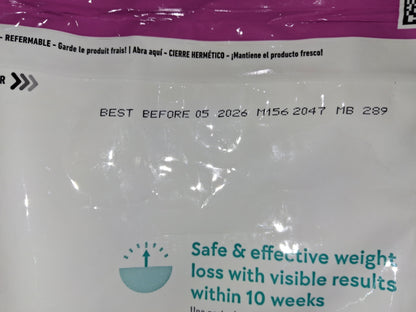 - REFERMABLE - Garde le produit frais! | Abra aquí - CIERRE HERMÉTICO - ¡Mantiene el producto fresco!
R
BEST BEFORE 05 2026 M156 2047 MB 289
Safe & effective weight
loss with visible results
within 10 weeks